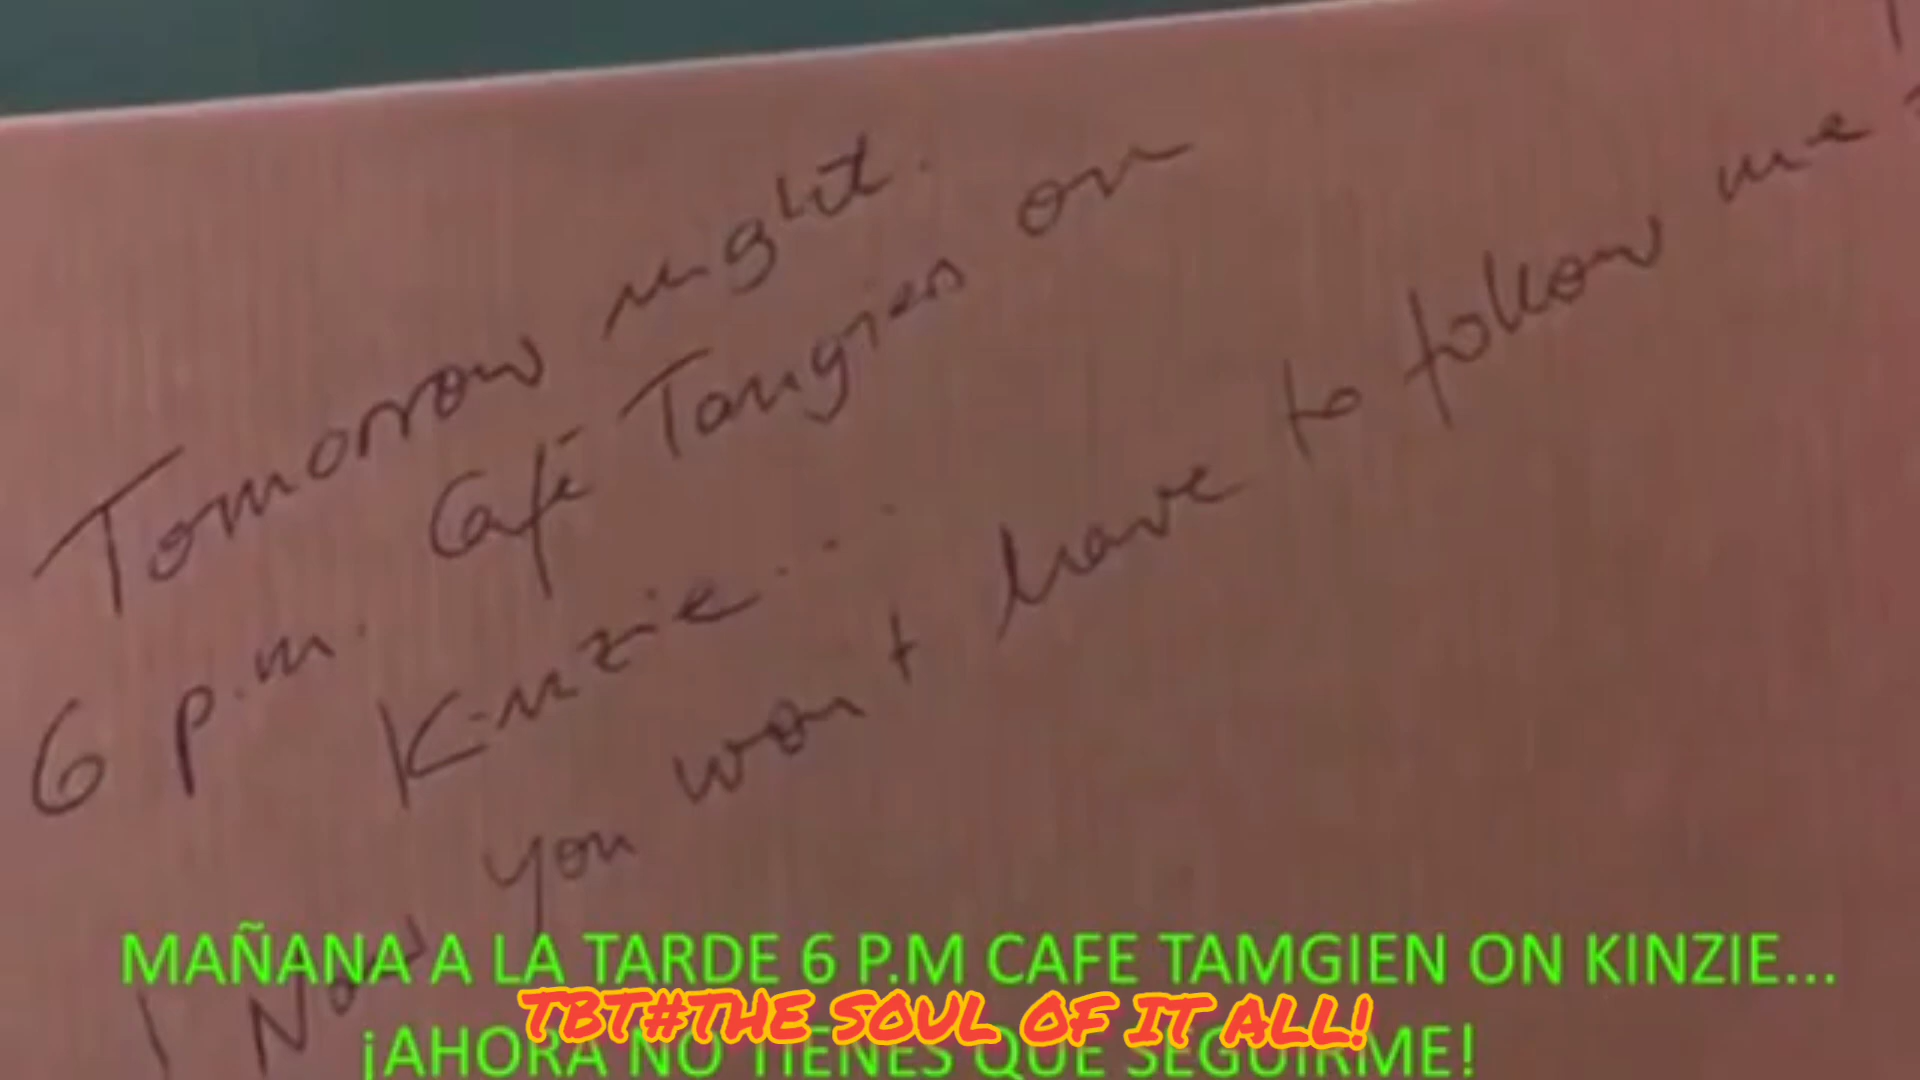 Tomorrow night.
6 p.m. Café Tangiers on
Kinzie...
Now you won't have to follow me
MAÑANA A LA TARDE 6 P.M CAFE TAMGIEN ON KINZIE...
TBT#THE SOUL OF IT ALL!
¡AHORA NO TIENES QUE SEGUIRME!